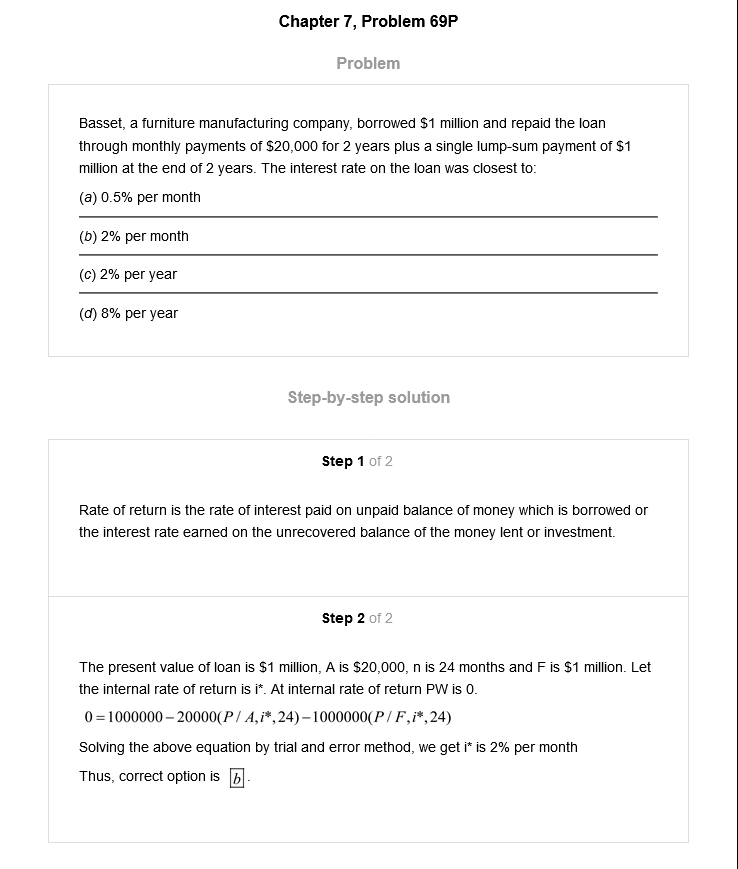 Chapter 7, Problem 69P
Problem
Basset, a furniture manufacturing company, borrowed $1 million and repaid the loan
through monthly payments of $20,000 for 2 years plus a single lump-sum payment of $1
million at the end of 2 years. The interest rate on the loan was closest to:
(a) 0.5% per month
(b) 2% per month
(c) 2% per year
(d) 8% per year
Step-by-step solution
Step 1 of 2
Rate of return is the rate of interest paid on unpaid balance of money which is borrowed or
the interest rate earned on the unrecovered balance of the money lent or investment.
Step 2 of 2
The present value of loan is $1 million, A is $20,000, n is 24 months and F is $1 million. Let
the internal rate of return is i*. At internal rate of return PW is 0.
0 = 1000000 – 20000(P / A, i*, 24) – 1000000(P / F, i*, 24)
Solving the above equation by trial and error method, we get i* is 2% per month
Thus, correct option is b.